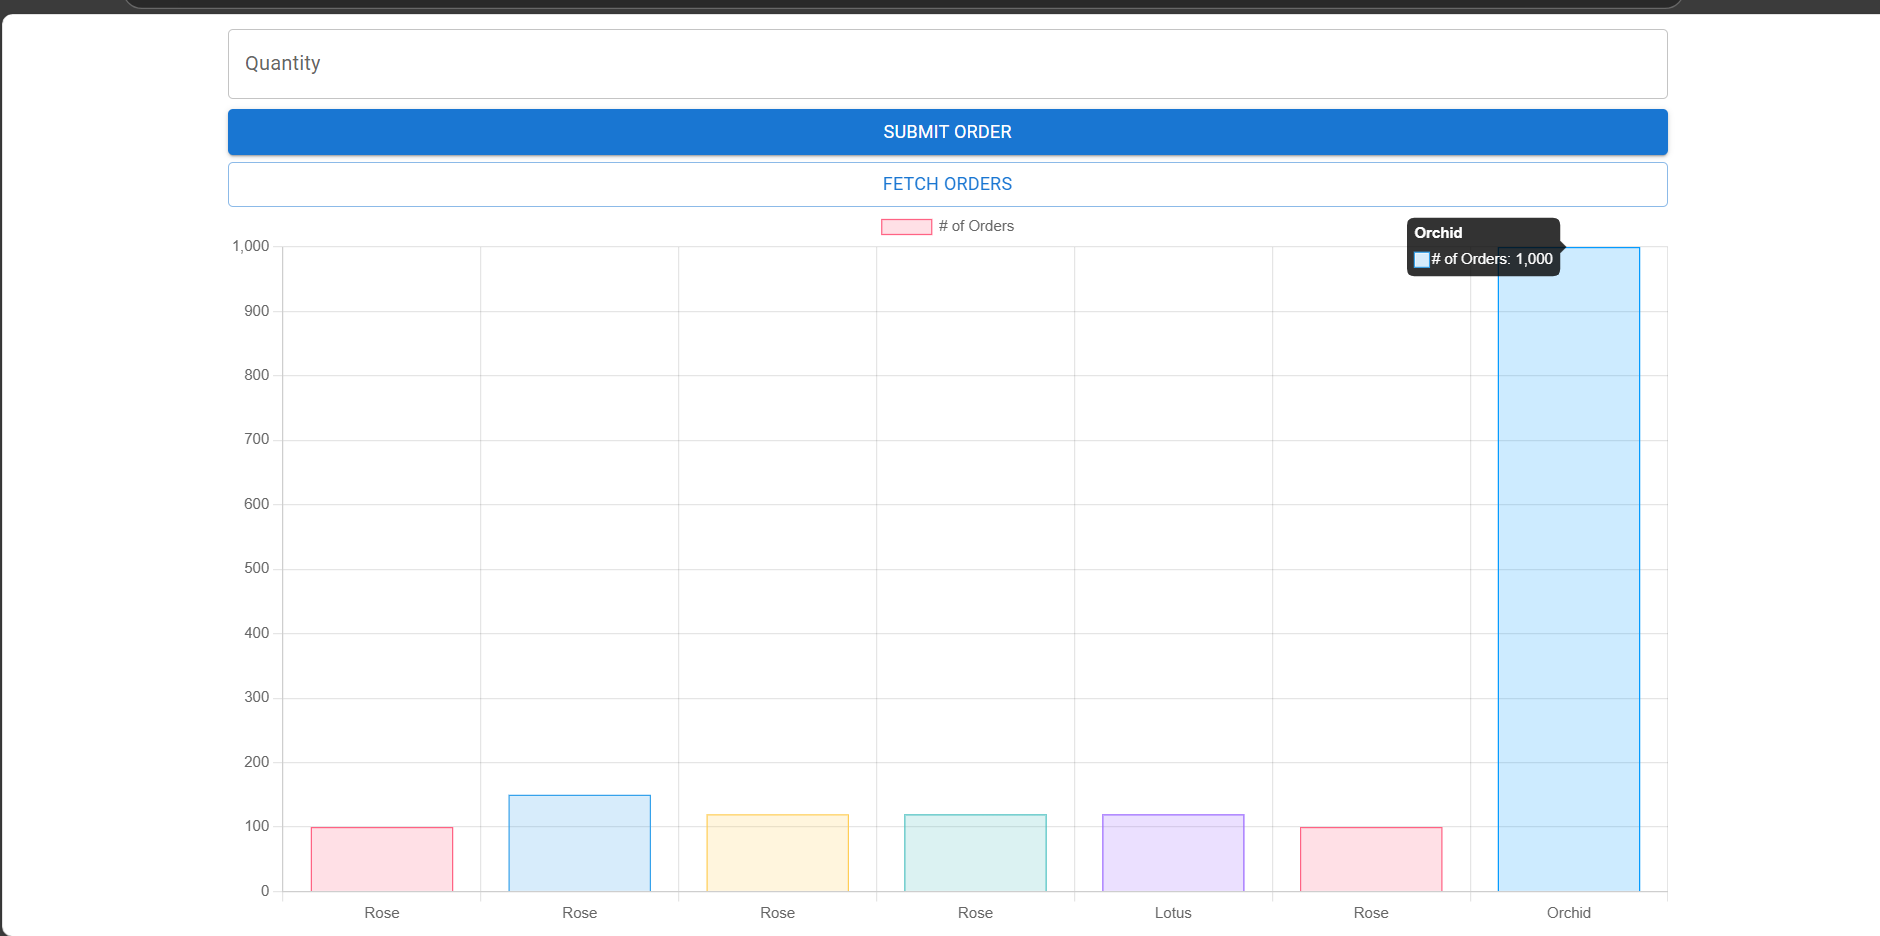 Quantity
SUBMIT ORDER
FETCH ORDERS
# of Orders
Orchid
# of Orders: 1,000
1,000
900
800
700
600
500
400
300
200
100
0
Rose Rose Rose Rose Lotus Rose Orchid